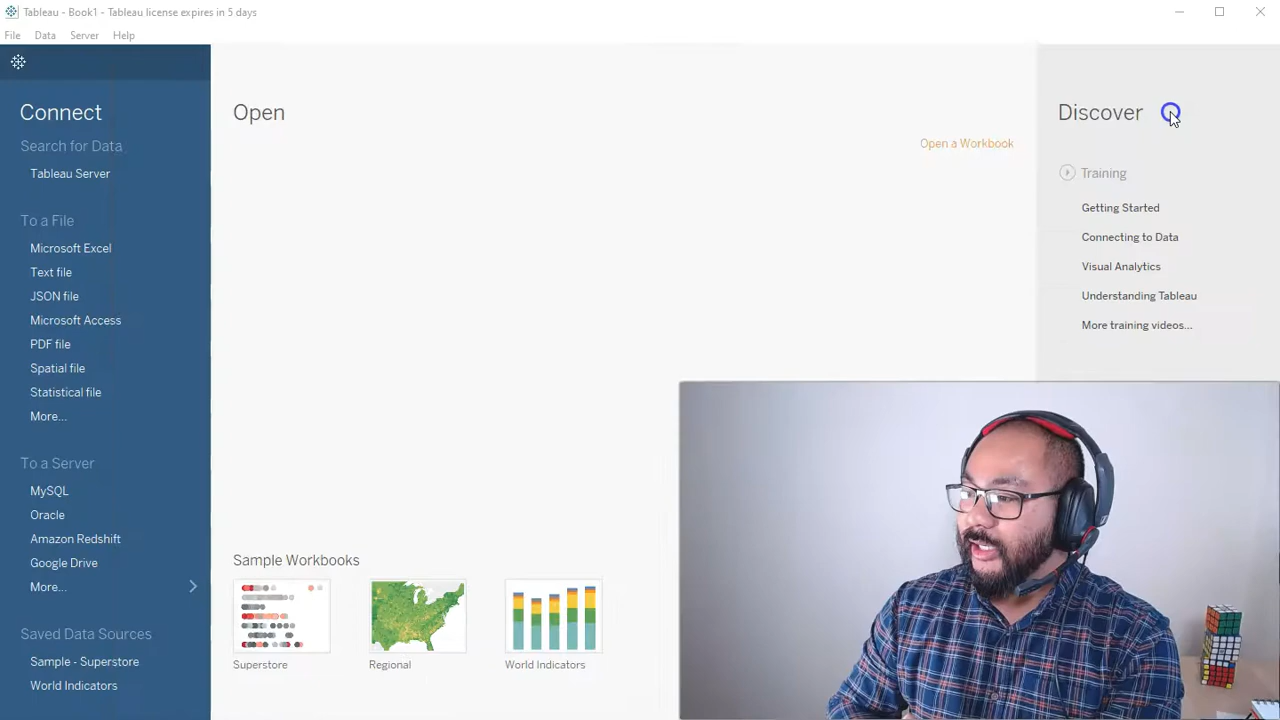 Tableau - Book1 - Tableau license expires in 5 days
File Data Server Help
Connect
Search for Data
Tableau Server
To a File
Microsoft Excel
Text file
JSON file
Microsoft Access
PDF file
Spatial file
Statistical file
More...
To a Server
MySQL
Oracle
Amazon Redshift
Google Drive
More...
Saved Data Sources
Sample - Superstore
World Indicators
Open
Open a Workbook
Sample Workbooks
Superstore
Regional
World Indicators
Discover
Training
Getting Started
Connecting to Data
Visual Analytics
Understanding Tableau
More training videos...